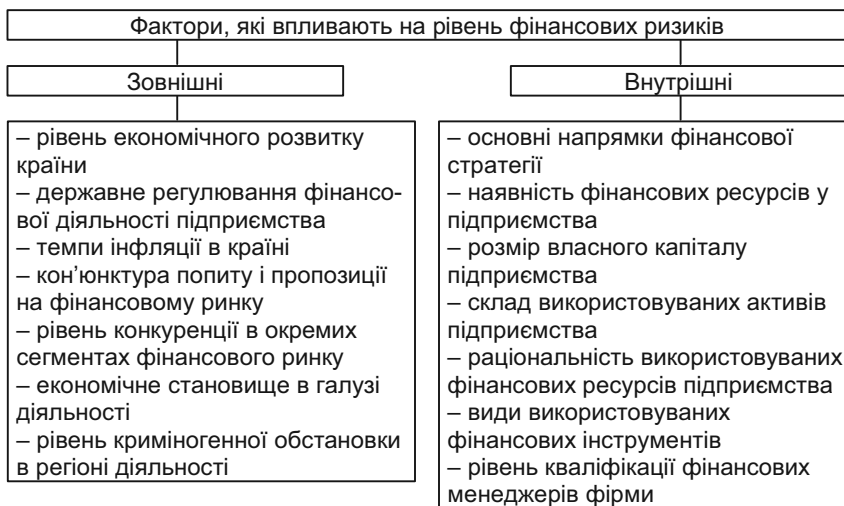 Фактори, які впливають на рівень фінансових ризиків
Зовнішні
– рівень економічного розвитку
країни
– державне регулювання фінансо-
вої діяльності підприємства
– темпи інфляції в країні
– кон’юнктура попиту і пропозиції
на фінансовому ринку
– рівень конкуренції в окремих
сегментах фінансового ринку
– економічне становище в галузі
діяльності
– рівень криміногенної обстановки
в регіоні діяльності
Внутрішні
– основні напрямки фінансової
стратегії
– наявність фінансових ресурсів у
підприємства
– розмір власного капіталу
підприємства
– склад використовуваних активів
підприємства
– раціональність використовуваних
фінансових ресурсів підприємства
– види використовуваних
фінансових інструментів
– рівень кваліфікації фінансових
менеджерів фірми